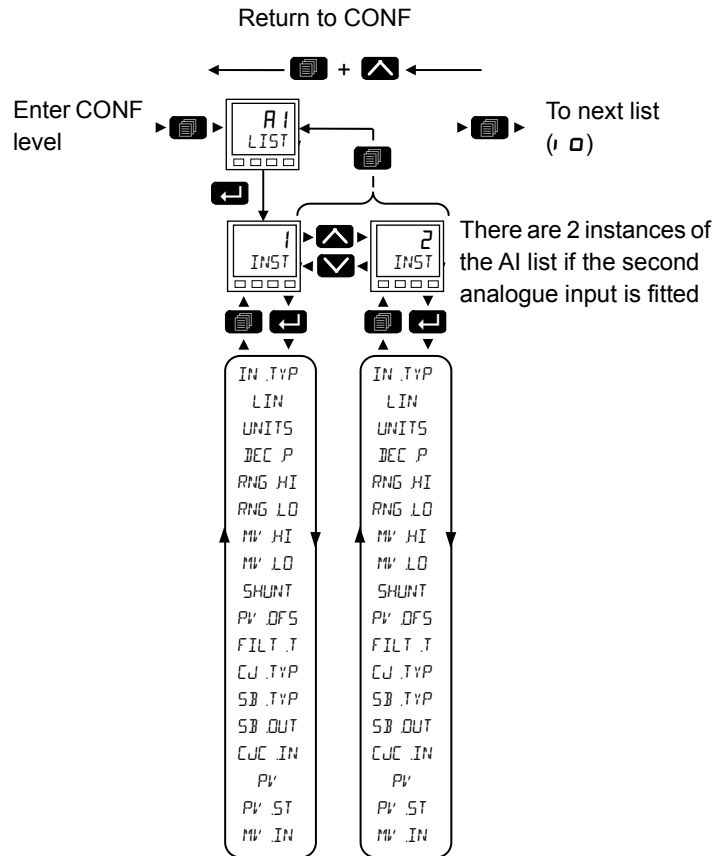 Return to CONF
+
Enter CONF
level
AI
LIST
To next list
(io)
1
INST
2
INST
There are 2 instances of
the AI list if the second
analogue input is fitted
IN.TYP
LIN
UNITS
DEC.P
RNG.HI
RNG.LO
MV.HI
MV.LO
SHUNT
PV.OFS
FILT.T
CJ.TYP
SB.TYP
SB.OUT
CJC.IN
PV
PV.ST
MV.IN
IN.TYP
LIN
UNITS
DEC.P
RNG.HI
RNG.LO
MV.HI
MV.LO
SHUNT
PV.OFS
FILT.T
CJ.TYP
SB.TYP
SB.OUT
CJC.IN
PV
PV.ST
MV.IN